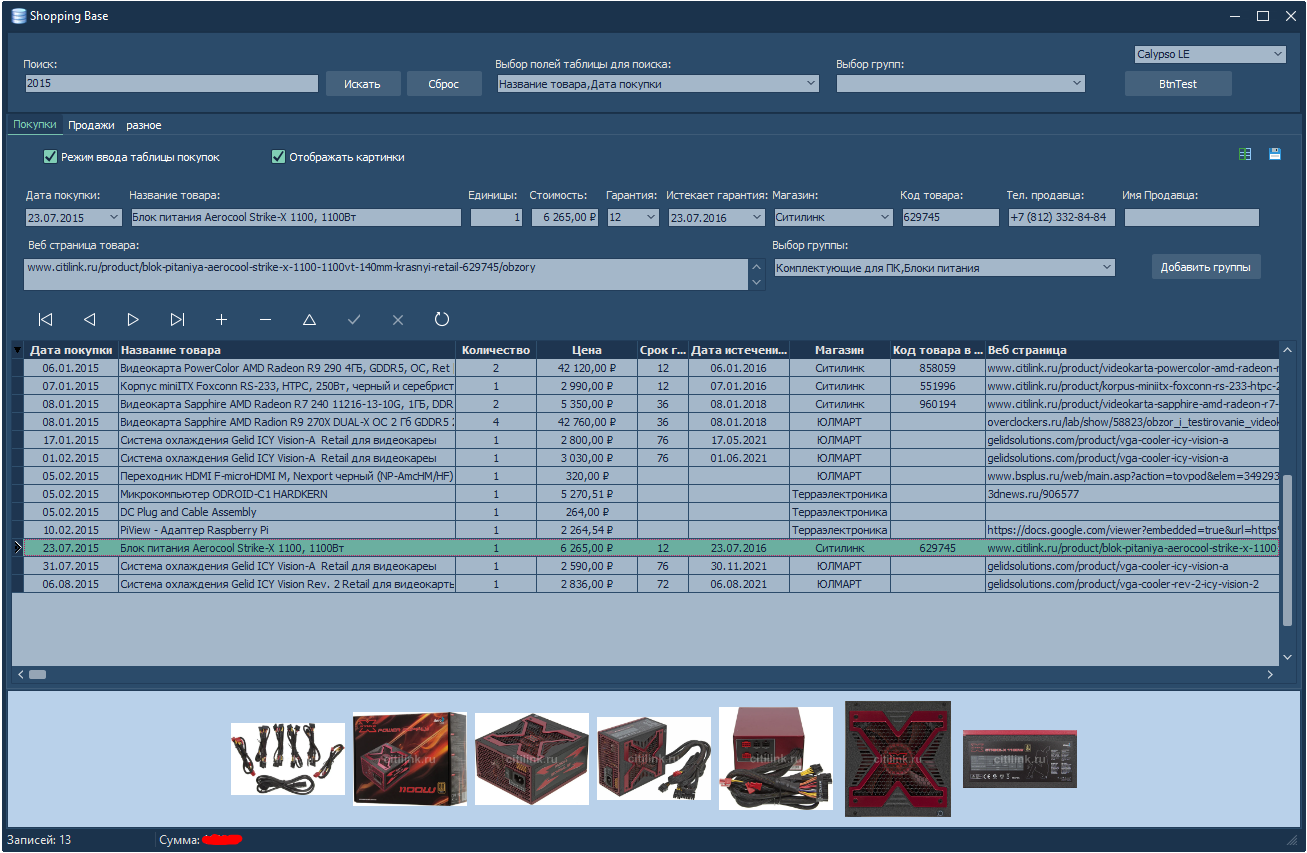 Shopping Base
Calypso LE
Поиск: Выбор полей таблицы для поиска: Выбор групп:
2015 Искать Сброс Название товара,Дата покупки BtnTest
Покупки Продажи разное
Режим ввода таблицы покупок Отображать картинки
Дата покупки: Название товара: Единицы: Стоимость: Гарантия: Истекает гарантия: Магазин: Код товара: Тел. продавца: Имя Продавца:
23.07.2015 Блок питания Aerocool Strike-X 1100, 1100Вт 1 6 265,00 ₽ 12 23.07.2016 Ситилинк 629745 +7 (812) 332-84-84
Веб страница товара: Выбор группы:
www.citilink.ru/product/blok-pitaniya-aerocool-strike-x-1100-1100vt-140mm-krasnyi-retail-629745/obzory Комплектующие для ПК,Блоки питания Добавить группы
Дата покупки Название товара Количество Цена Срок г... Дата истечени... Магазин Код товара в ... Веб страница
06.01.2015 Видеокарта PowerColor AMD Radeon R9 290 4ГБ, GDDR5, OC, Ret 2 42 120,00 ₽ 12 06.01.2016 Ситилинк 858059 www.citilink.ru/product/videokarta-powercolor-amd-radeon-r
07.01.2015 Корпус miniITX Foxconn RS-233, HTPC, 250Вт, черный и серебрист 1 2 990,00 ₽ 12 07.01.2016 Ситилинк 551996 www.citilink.ru/product/korpus-miniitx-foxconn-rs-233-htpc-2
08.01.2015 Видеокарта Sapphire AMD Radeon R7 240 11216-13-10G, 1ГБ, DDR 2 5 350,00 ₽ 36 08.01.2018 Ситилинк 960194 www.citilink.ru/product/videokarta-sapphire-amd-radeon-r7-
08.01.2015 Видеокарта Sapphire AMD Radion R9 270X DUAL-X OC 2 Гб GDDR5 4 42 760,00 ₽ 36 08.01.2018 ЮЛМАРТ overclockers.ru/lab/show/58823/obzor_i_testirovanie_videok
17.01.2015 Система охлаждения Gelid ICY Vision-A Retail для видеокареы 1 2 800,00 ₽ 76 17.05.2021 ЮЛМАРТ gelidsolutions.com/product/vga-cooler-icy-vision-a
01.02.2015 Система охлаждения Gelid ICY Vision-A Retail для видеокареы 1 3 030,00 ₽ 76 01.06.2021 ЮЛМАРТ gelidsolutions.com/product/vga-cooler-icy-vision-a
05.02.2015 Переходник HDMI F-microHDMI M, Nexport черный (NP-AmcHM/HF) 1 320,00 ₽ ЮЛМАРТ www.bsplus.ru/web/main.asp?action=tovpod&elem=349293
05.02.2015 Микрокомпьютер ODROID-C1 HARDKERN 1 5 270,51 ₽ Терраэлектроника 3dnews.ru/906577
05.02.2015 DC Plug and Cable Assembly 1 264,00 ₽ Терраэлектроника
10.02.2015 PiView - Адаптер Raspberry Pi 1 2 264,54 ₽ Терраэлектроника https://docs.google.com/viewer?embedded=true&url=https
23.07.2015 Блок питания Aerocool Strike-X 1100, 1100Вт 1 6 265,00 ₽ 12 23.07.2016 Ситилинк 629745 www.citilink.ru/product/blok-pitaniya-aerocool-strike-x-1100
31.07.2015 Система охлаждения Gelid ICY Vision-A Retail для видеокареы 1 2 590,00 ₽ 76 30.11.2021 ЮЛМАРТ gelidsolutions.com/product/vga-cooler-icy-vision-a
06.08.2015 Система охлаждения Gelid ICY Vision Rev. 2 Retail для видеокарты 1 2 836,00 ₽ 72 06.08.2021 ЮЛМАРТ gelidsolutions.com/product/vga-cooler-rev-2-icy-vision-2
1100W
citilink.ru citilink.ru citilink.ru citilink.ru citilink.ru citilink.ru citilink.ru
Записей: 13 Сумма: